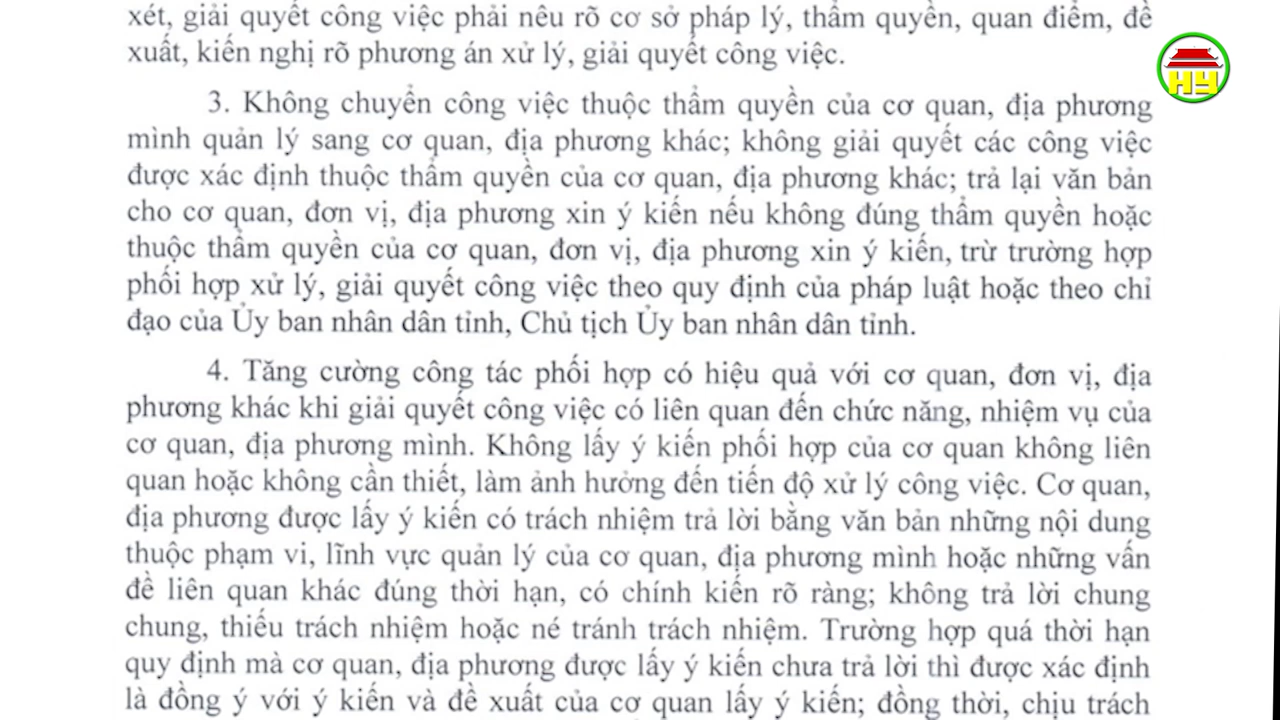 xét, giải quyết công việc phải nêu rõ cơ sở pháp lý, thẩm quyền, quan điểm, đề
xuất, kiến nghị rõ phương án xử lý, giải quyết công việc.
HY
3. Không chuyển công việc thuộc thẩm quyền của cơ quan, địa phương
mình quản lý sang cơ quan, địa phương khác; không giải quyết các công việc
được xác định thuộc thẩm quyền của cơ quan, địa phương khác; trả lại văn bản
cho cơ quan, đơn vị, địa phương xin ý kiến nếu không đúng thẩm quyền hoặc
thuộc thẩm quyền của cơ quan, đơn vị, địa phương xin ý kiến, trừ trường hợp
phối hợp xử lý, giải quyết công việc theo quy định của pháp luật hoặc theo chỉ
đạo của Ủy ban nhân dân tỉnh, Chủ tịch Ủy ban nhân dân tỉnh.
4. Tăng cường công tác phối hợp có hiệu quả với cơ quan, đơn vị, địa
phương khác khi giải quyết công việc có liên quan đến chức năng, nhiệm vụ của
cơ quan, địa phương mình. Không lấy ý kiến phối hợp của cơ quan không liên
quan hoặc không cần thiết, làm ảnh hưởng đến tiến độ xử lý công việc. Cơ quan,
địa phương được lấy ý kiến có trách nhiệm trả lời bằng văn bản những nội dung
thuộc phạm vi, lĩnh vực quản lý của cơ quan, địa phương mình hoặc những vấn
đề liên quan khác đúng thời hạn, có chính kiến rõ ràng; không trả lời chung
chung, thiếu trách nhiệm hoặc né tránh trách nhiệm. Trường hợp quá thời hạn
quy định mà cơ quan, địa phương được lấy ý kiến chưa trả lời thì được xác định
là đồng ý với ý kiến và đề xuất của cơ quan lấy ý kiến; đồng thời, chịu trách